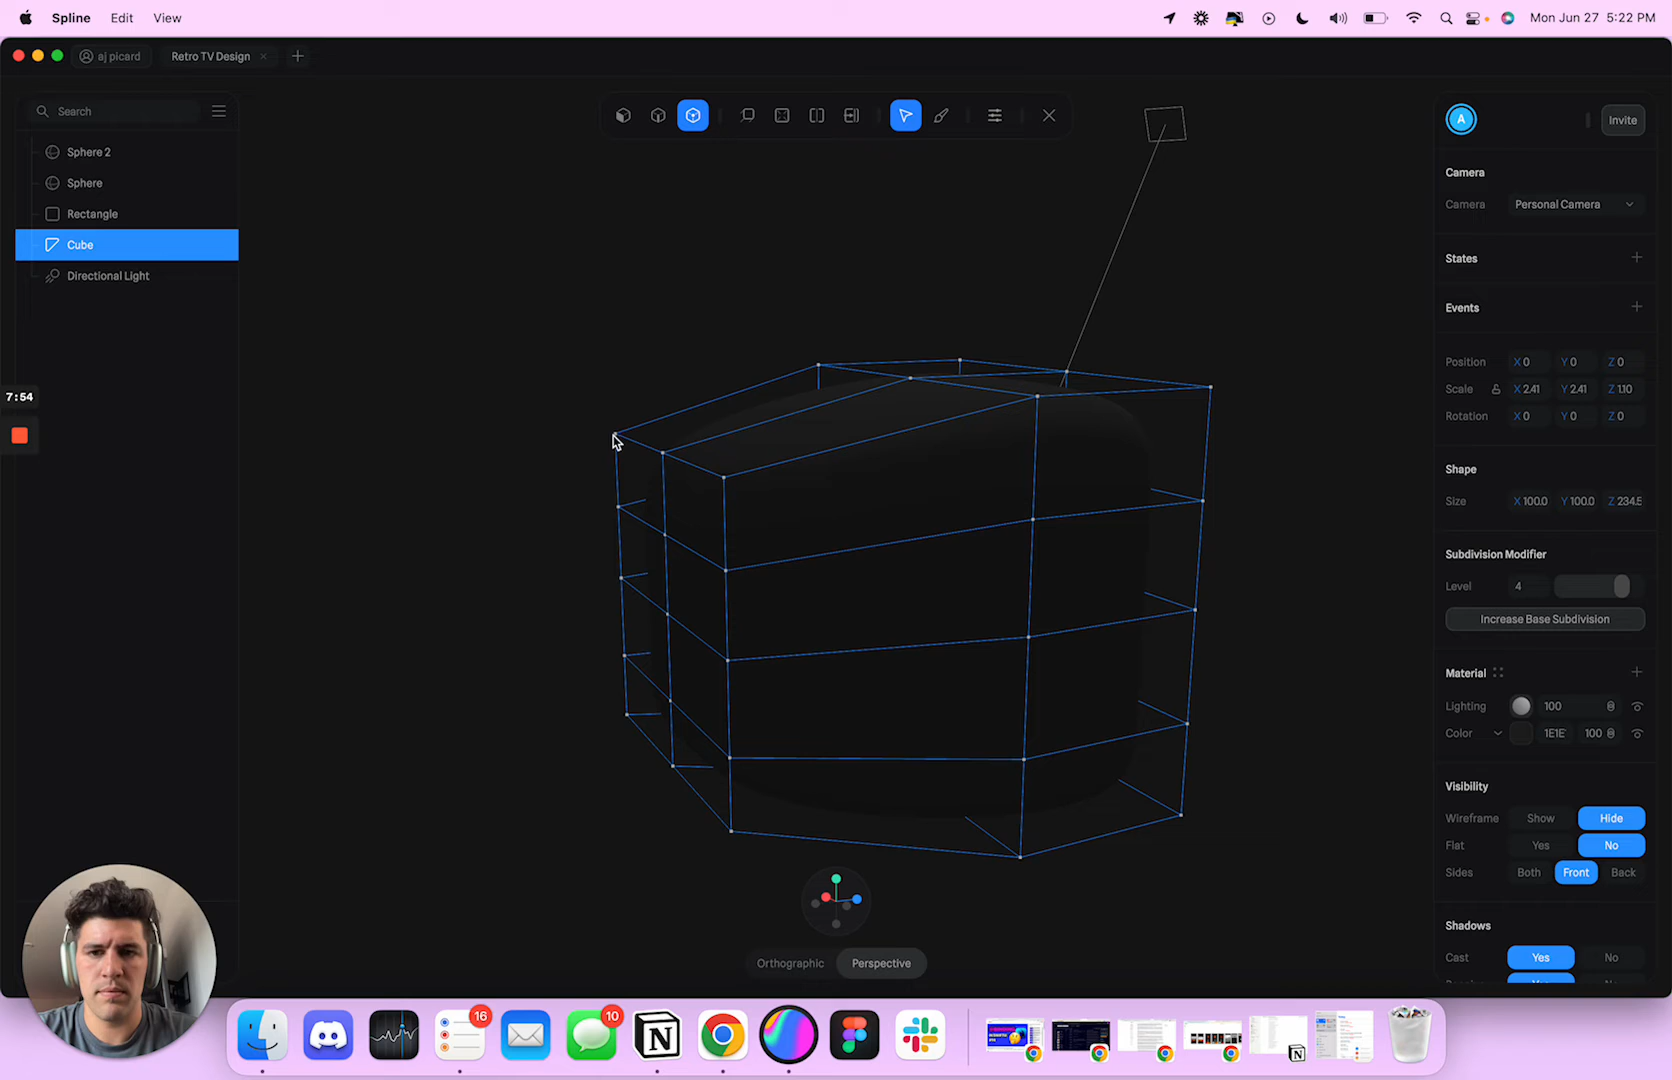 Spline Edit View Mon Jun 27 5:22 PM
aj picard Retro TV Design
Search
Sphere 2
Sphere
Rectangle
Cube
Directional Light
7:54
A Invite
Camera
Camera Personal Camera
States
Events
Position X 0 Y 0 Z 0
Scale X 2.41 Y 2.41 Z 1.10
Rotation X 0 Y 0 Z 0
Shape
Size X 100.0 Y 100.0 Z 234.5
Subdivision Modifier
Level 4
Increase Base Subdivision
Material
Lighting 100
Color 1E1E 100
Visibility
Wireframe Show Hide
Flat Yes No
Sides Both Front Back
Shadows
Cast Yes No
Orthographic Perspective
16 10